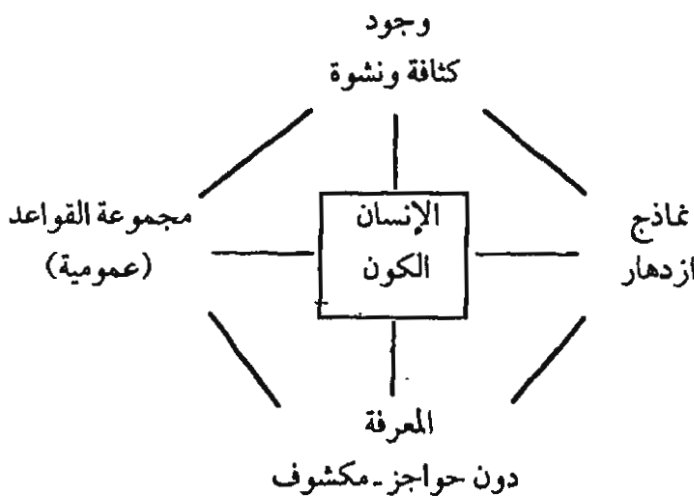 وجود
كثافة ونشوة
نماذج
ازدهار
الإنسان
الكون
مجموعة القواعد
(عمومية)
المعرفة
دون حواجز - مكشوف